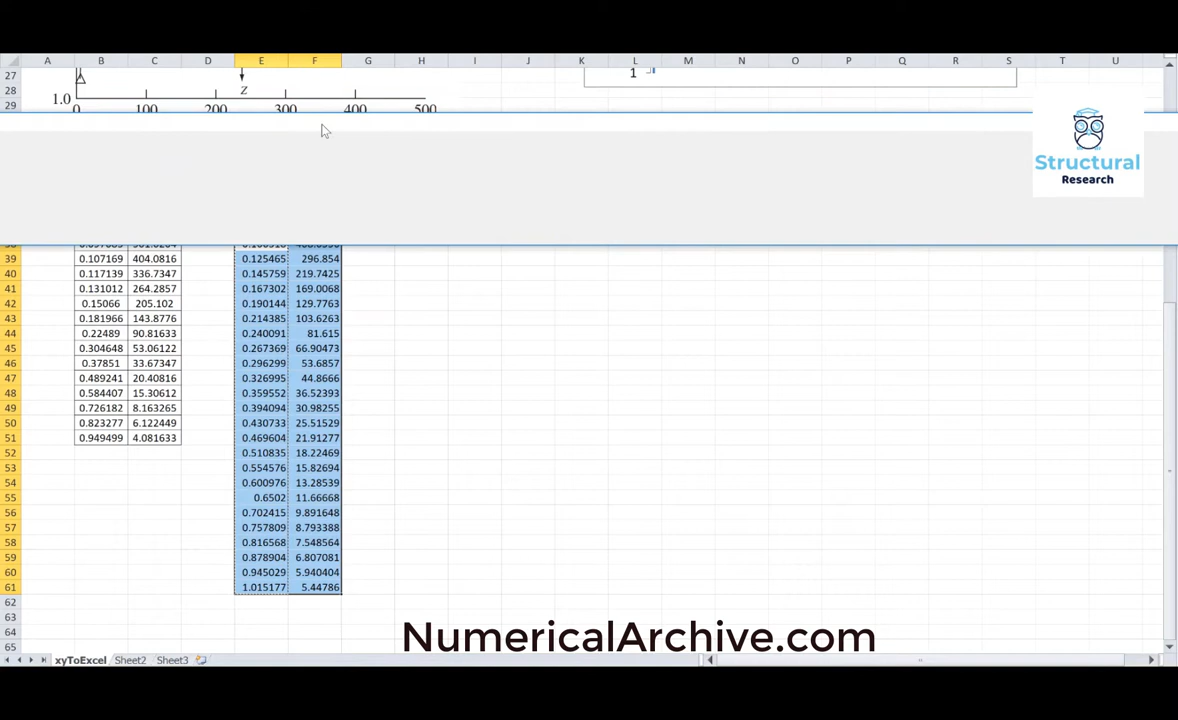 A B C D E F G H I J K L M N O P Q R S T U
27 1
28 Z
29 1.0
0 100 200 300 400 500
Structural
Research
39 0.107169 404.0816 0.125465 296.854
40 0.117139 336.7347 0.145759 219.7425
41 0.131012 264.2857 0.167302 169.0068
42 0.15066 205.102 0.190144 129.7763
43 0.181966 143.8776 0.214385 103.6263
44 0.22489 90.81633 0.240091 81.615
45 0.304648 53.06122 0.267369 66.90473
46 0.37851 33.67347 0.296299 53.6857
47 0.489241 20.40816 0.326995 44.8666
48 0.584407 15.30612 0.359552 36.52393
49 0.726182 8.163265 0.394094 30.98255
50 0.823277 6.122449 0.430733 25.51529
51 0.949499 4.081633 0.469604 21.91277
52 0.510835 18.22469
53 0.554576 15.82694
54 0.600976 13.28539
55 0.6502 11.66668
56 0.702415 9.891648
57 0.757809 8.793388
58 0.816568 7.548564
59 0.878904 6.807081
60 0.945029 5.940404
61 1.015177 5.44786
62
63
64
65
NumericalArchive.com
xyToExcel Sheet2 Sheet3